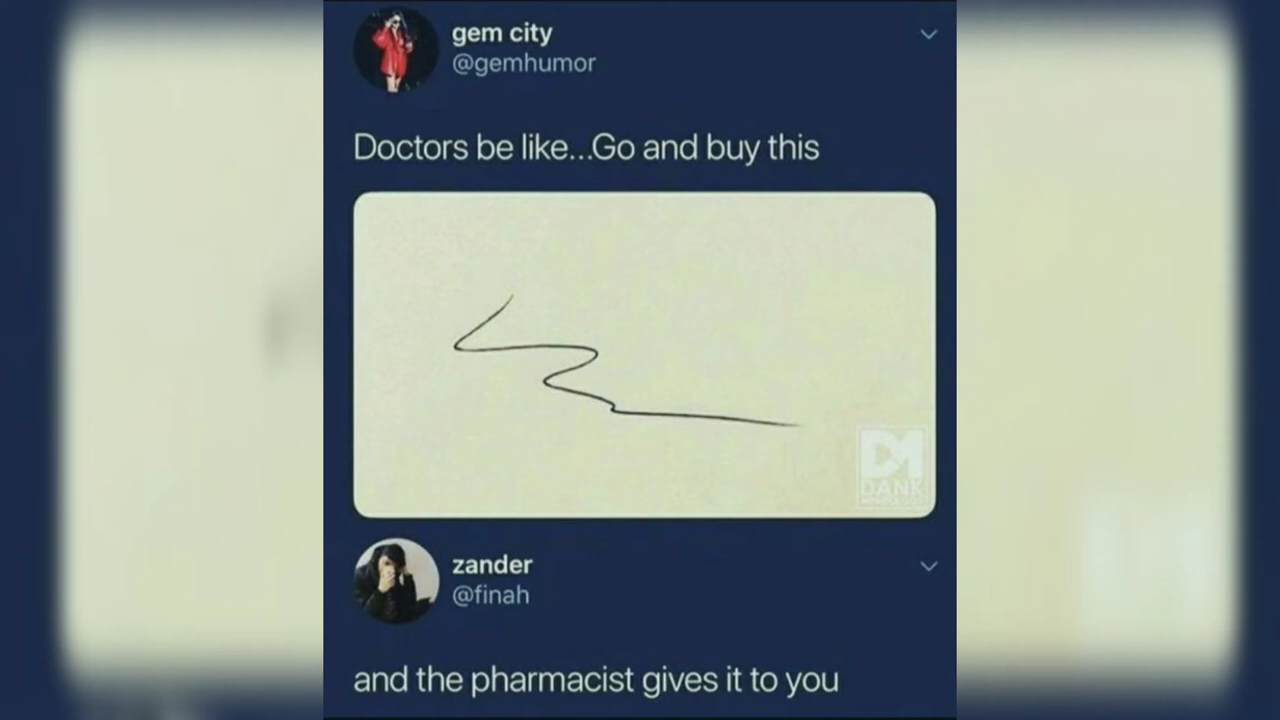 gem city
@gemhumor
Doctors be like...Go and buy this
DM
DANK
zander
@finah
and the pharmacist gives it to you